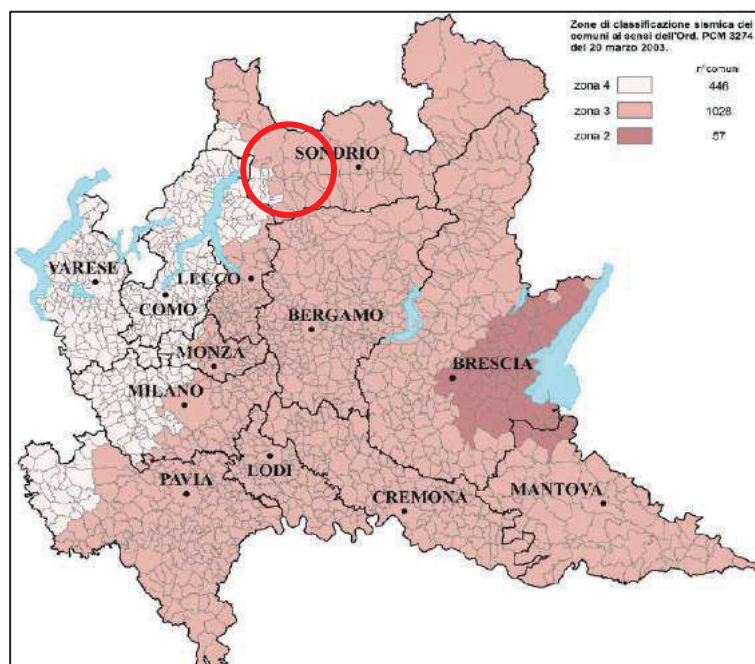 Zone di classificazione sismica dei
comuni ai sensi dell'Ord. PCM 3274
del 20 marzo 2003.
n°comuni
zona 4 446
zona 3 1028
zona 2 57
SONDRIO
VARESE
LECCO
COMO
BERGAMO
MONZA
BRESCIA
MILANO
LODI
PAVIA
CREMONA
MANTOVA